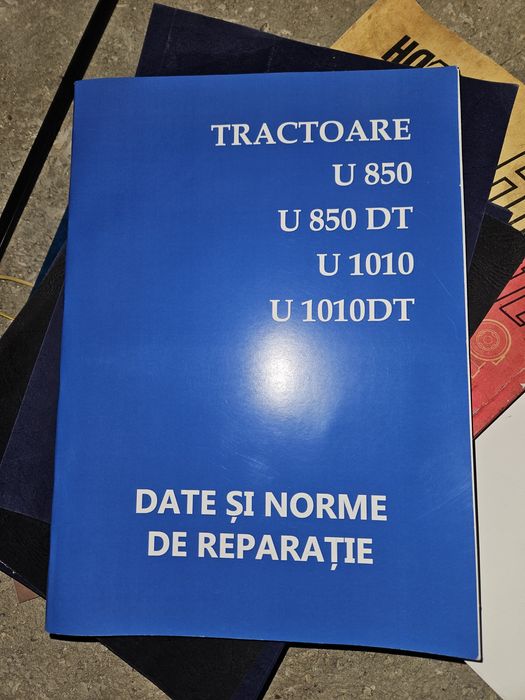 TRACTOARE
U 850
U 850 DT
U 1010
U 1010DT
DATE ȘI NORME
DE REPARAȚIE